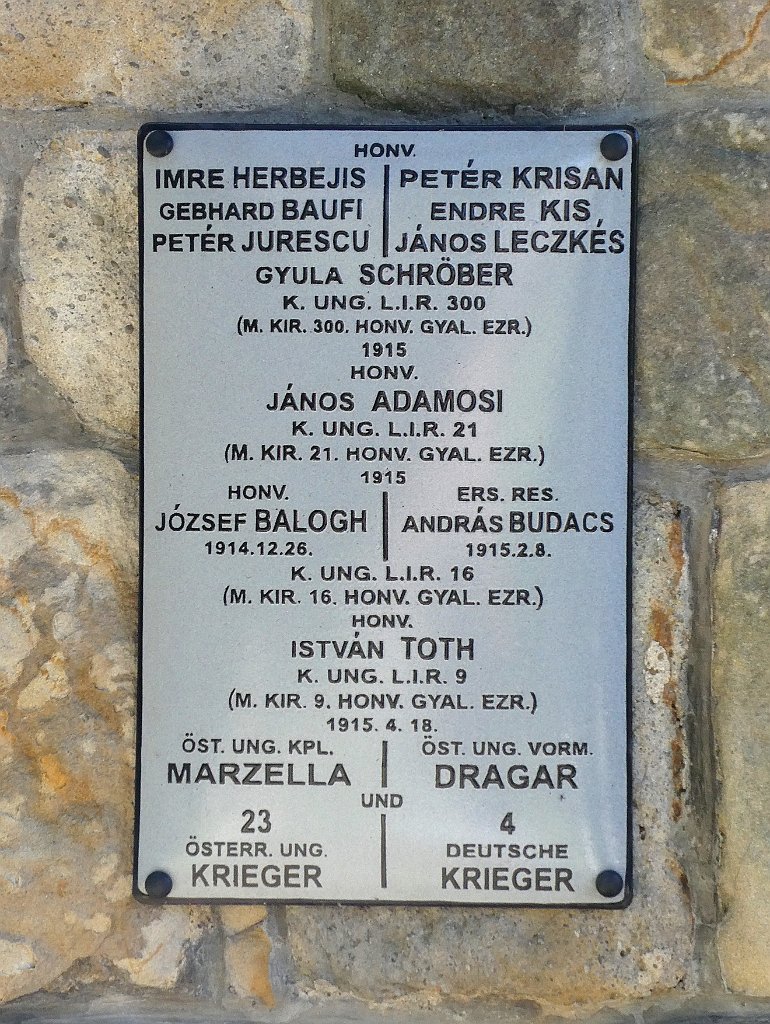 HONV.
IMRE HERBEJIS PETÉR KRISAN
GEBHARD BAUFI ENDRE KIS
PETÉR JURESCU JÁNOS LECZKÉS
GYULA SCHRÖBER
K. UNG. L.I.R. 300
(M. KIR. 300. HONV. GYAL. EZR.)
1915
HONV.
JÁNOS ADAMOSI
K. UNG. L.I.R. 21
(M. KIR. 21. HONV. GYAL. EZR.)
1915
HONV. ERS. RES.
JÓZSEF BALOGH ANDRÁS BUDACS
1914.12.26. 1915.2.8.
K. UNG. L.I.R. 16
(M. KIR. 16. HONV. GYAL. EZR.)
HONV.
ISTVÁN TOTH
K. UNG. L.I.R. 9
(M. KIR. 9. HONV. GYAL. EZR.)
1915. 4. 18.
ÖST. UNG. KPL. ÖST. UNG. VORM.
MARZELLA DRAGAR
UND
23 4
ÖSTERR. UNG. DEUTSCHE
KRIEGER KRIEGER